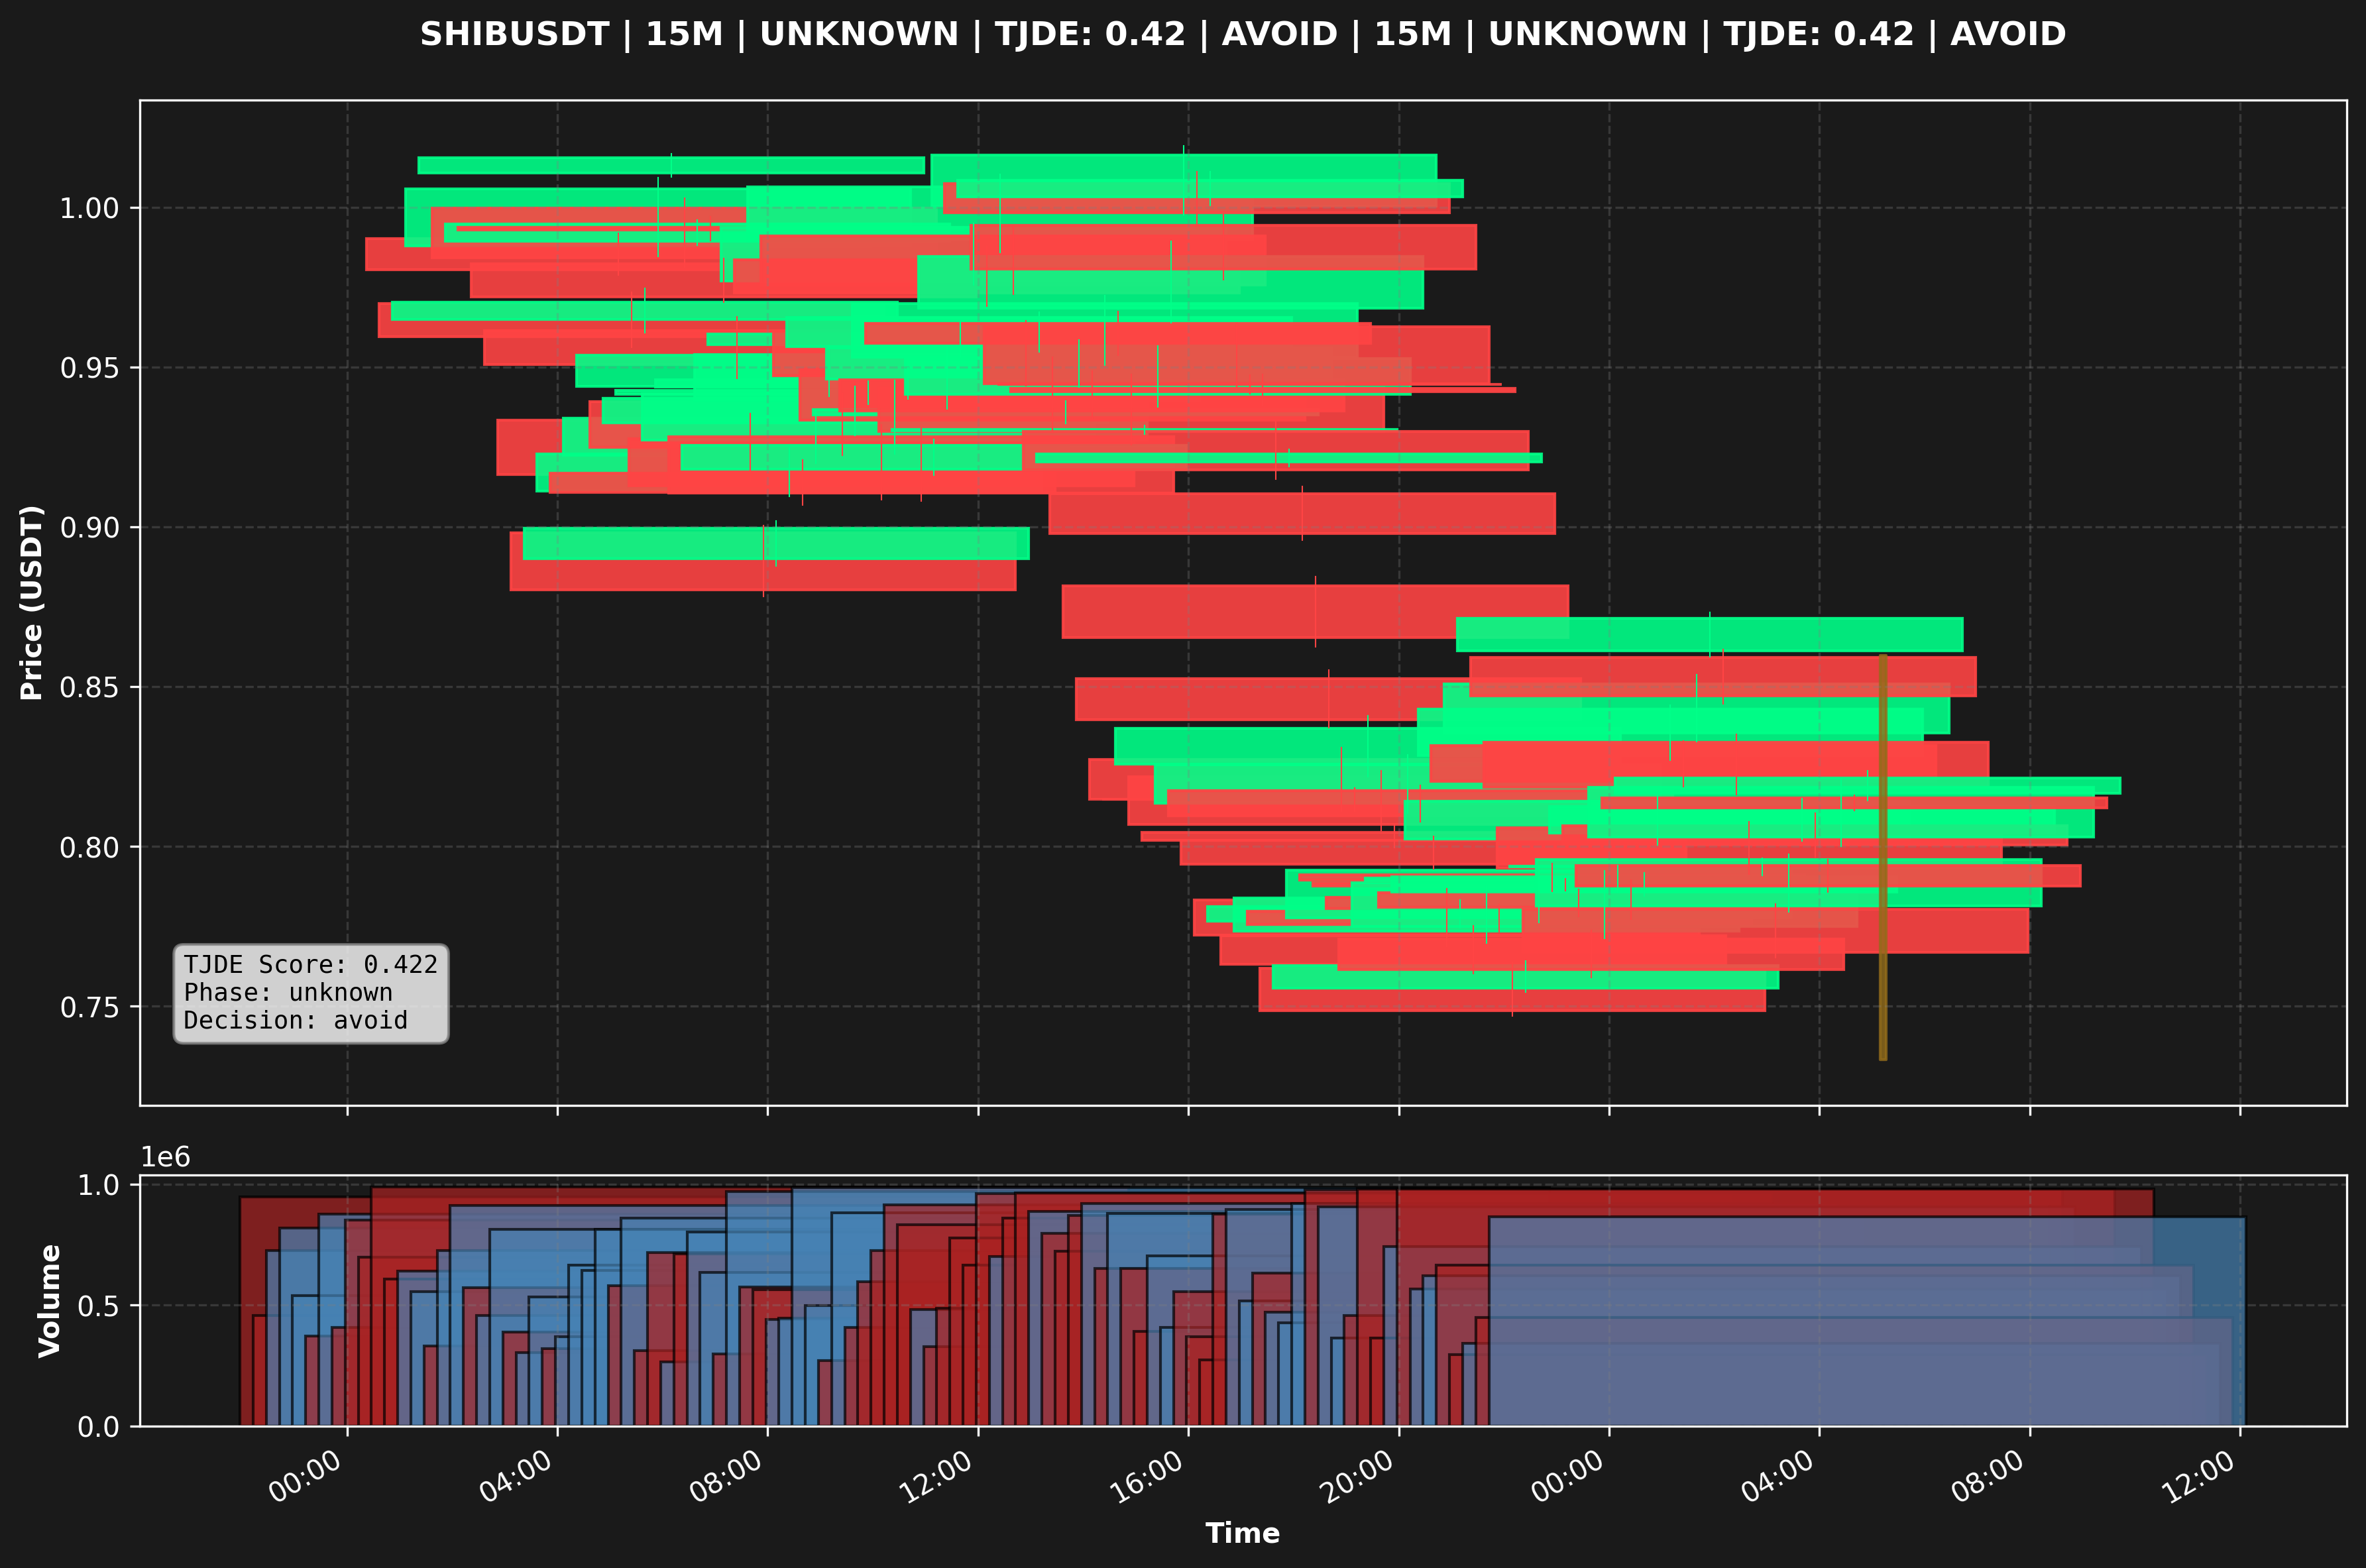 SHIBUSDT | 15M | UNKNOWN | TJDE: 0.42 | AVOID | 15M | UNKNOWN | TJDE: 0.42 | AVOID
Price (USDT)
1.00
0.95
0.90
0.85
0.80
0.75
TJDE Score: 0.422
Phase: unknown
Decision: avoid
1e6
Volume
1.0
0.5
0.0
00:00
04:00
08:00
12:00
16:00
20:00
00:00
04:00
08:00
12:00
Time